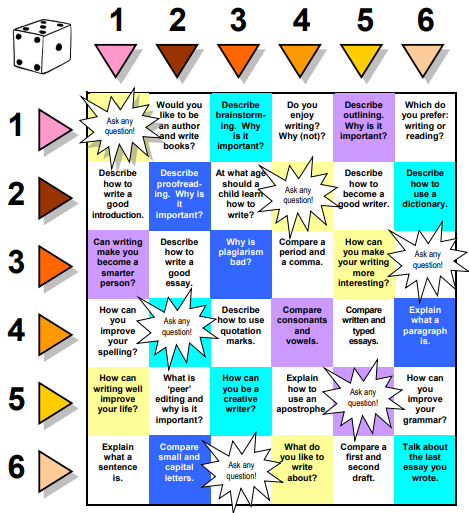 1 2 3 4 5 6
1
Ask any
question!
Would you
like to be
an author
and write
books?
Describe
brainstorm-
ing. Why
is it
important?
Do you
enjoy
writing?
Why (not)?
Describe
outlining.
Why is it
important?
Which do
you prefer:
writing or
reading?
2
Describe
how to
write a
good
introduction.
Describe
proofread-
ing. Why is
it
important?
At what age
should a
child learn
how to
write?
Ask any
question!
Describe
how to
become a
good writer.
Describe
how to
use a
dictionary.
3
Can writing
make you
become a
smarter
person?
Describe
how to
write a
good
essay.
Why is
plagiarism
bad?
Compare a
period and
a comma.
How can
you make
your writing
more
interesting?
Ask any
question!
4
How can
you
improve
your
spelling?
Ask any
question!
Describe
how to use
quotation
marks.
Compare
consonants
and
vowels.
Compare
written and
typed
essays.
Explain
what a
paragraph
is.
5
How can
writing well
improve
your life?
What is
‘peer’
editing and
why is it
important?
How can
you be a
creative
writer?
Explain
how to
use an
apostrophe
Ask any
question!
How can
you
improve
your
grammar?
6
Explain
what a
sentence
is.
Compare
small and
capital
letters.
Ask any
question!
What do
you like to
write
about?
Compare a
first and
second
draft.
Talk about
the last
essay you
wrote.